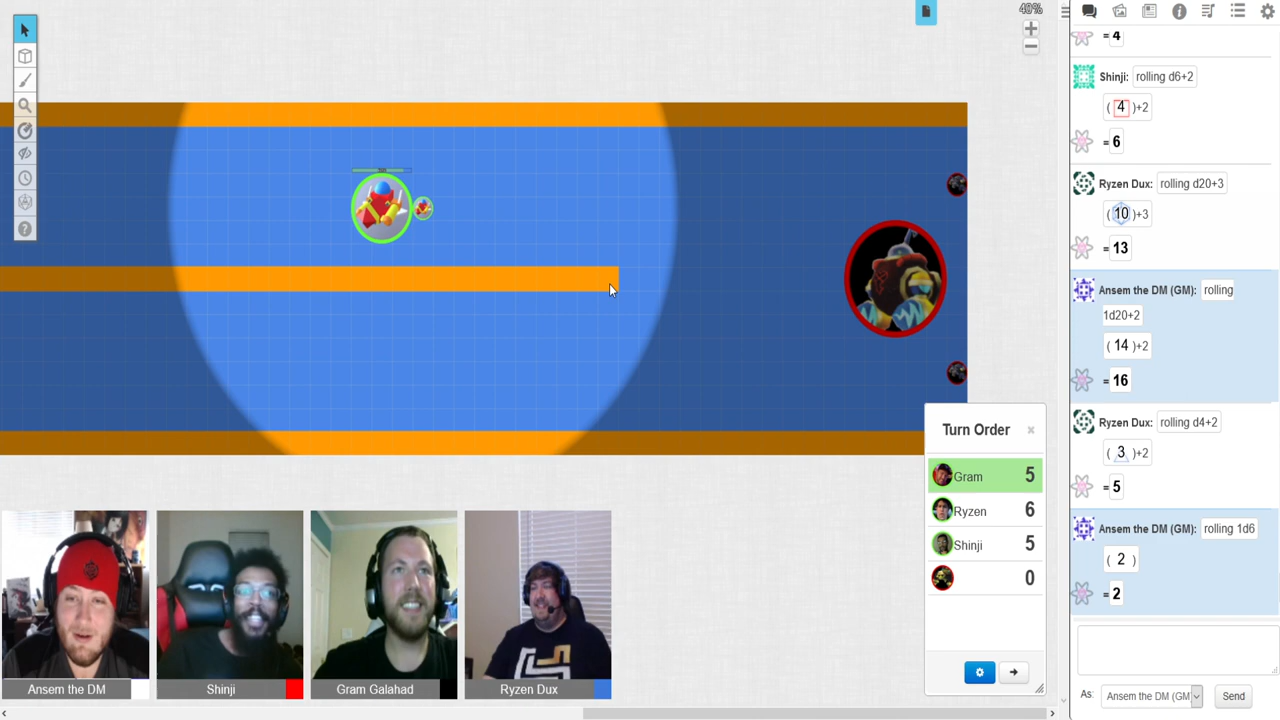 40%
= 4
Shinji: rolling d6+2
( 4 )+2
= 6
Ryzen Dux: rolling d20+3
( 10 )+3
= 13
Ansem the DM (GM): rolling
1d20+2
( 14 )+2
= 16
Ryzen Dux: rolling d4+2
( 3 )+2
= 5
Ansem the DM (GM): rolling 1d6
( 2 )
= 2
As: Ansem the DM (GM Send
Turn Order ×
Gram 5
Ryzen 6
Shinji 5
0
Ansem the DM
Shinji
Gram Galahad
Ryzen Dux